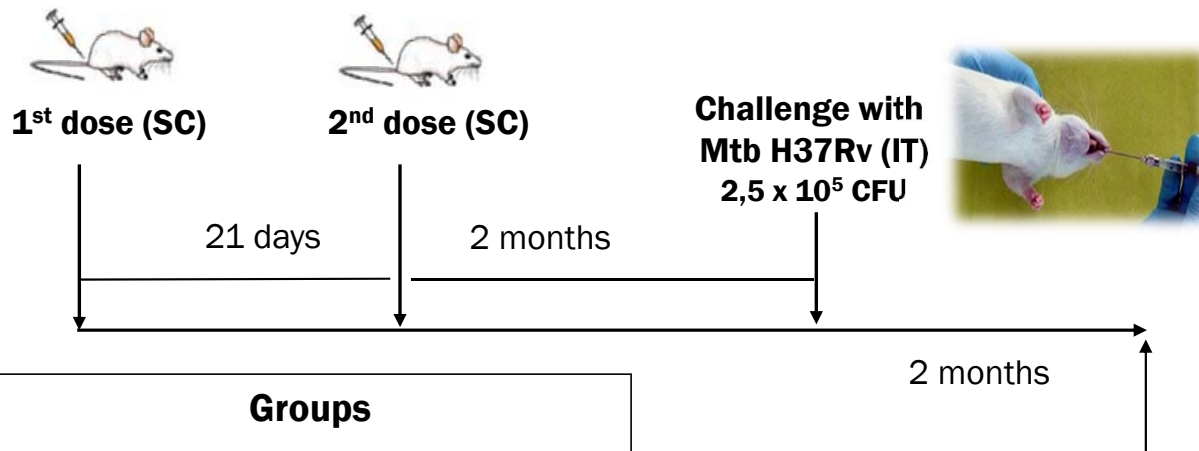 1st dose (SC)
2nd dose (SC)
Challenge with
Mtb H37Rv (IT)
2,5 x 10⁵ CFU
21 days
2 months
2 months
Groups